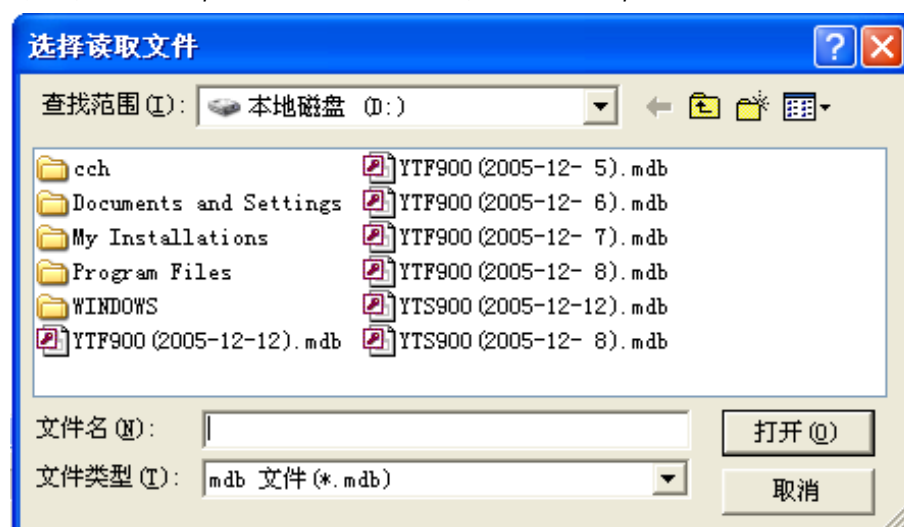 选择读取文件
查找范围(I): 本地磁盘 (D:)
cch
Documents and Settings
My Installations
Program Files
WINDOWS
YTF900(2005-12-12).mdb
YTF900(2005-12- 5).mdb
YTF900(2005-12- 6).mdb
YTF900(2005-12- 7).mdb
YTF900(2005-12- 8).mdb
YTS900(2005-12-12).mdb
YTS900(2005-12- 8).mdb
文件名(N):
打开(O)
文件类型(T): mdb 文件(*.mdb)
取消